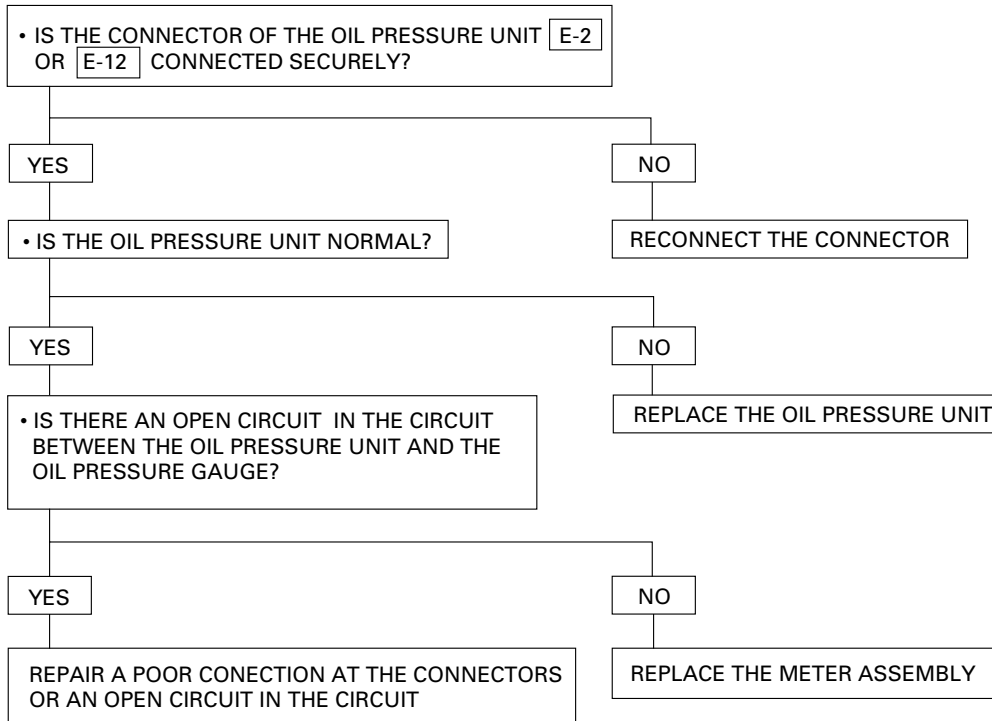 • IS THE CONNECTOR OF THE OIL PRESSURE UNIT E-2
OR E-12 CONNECTED SECURELY?
YES
NO
• IS THE OIL PRESSURE UNIT NORMAL?
RECONNECT THE CONNECTOR
YES
NO
• IS THERE AN OPEN CIRCUIT IN THE CIRCUIT
BETWEEN THE OIL PRESSURE UNIT AND THE
OIL PRESSURE GAUGE?
REPLACE THE OIL PRESSURE UNIT
YES
NO
REPAIR A POOR CONECTION AT THE CONNECTORS
OR AN OPEN CIRCUIT IN THE CIRCUIT
REPLACE THE METER ASSEMBLY